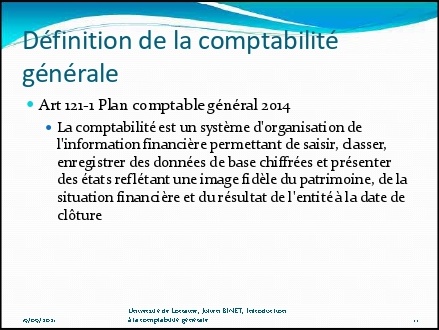 Définition de la comptabilité
générale
Art 121-1 Plan comptable général 2014
La comptabilité est un système d'organisation de
l'information financière permettant de saisir, classer,
enregistrer des données de base chiffrées et présenter
des états reflétant une image fidèle du patrimoine, de la
situation financière et du résultat de l'entité à la date de
clôture
Université de Lorraine, Julien BINET, Introduction
à la comptabilité générale